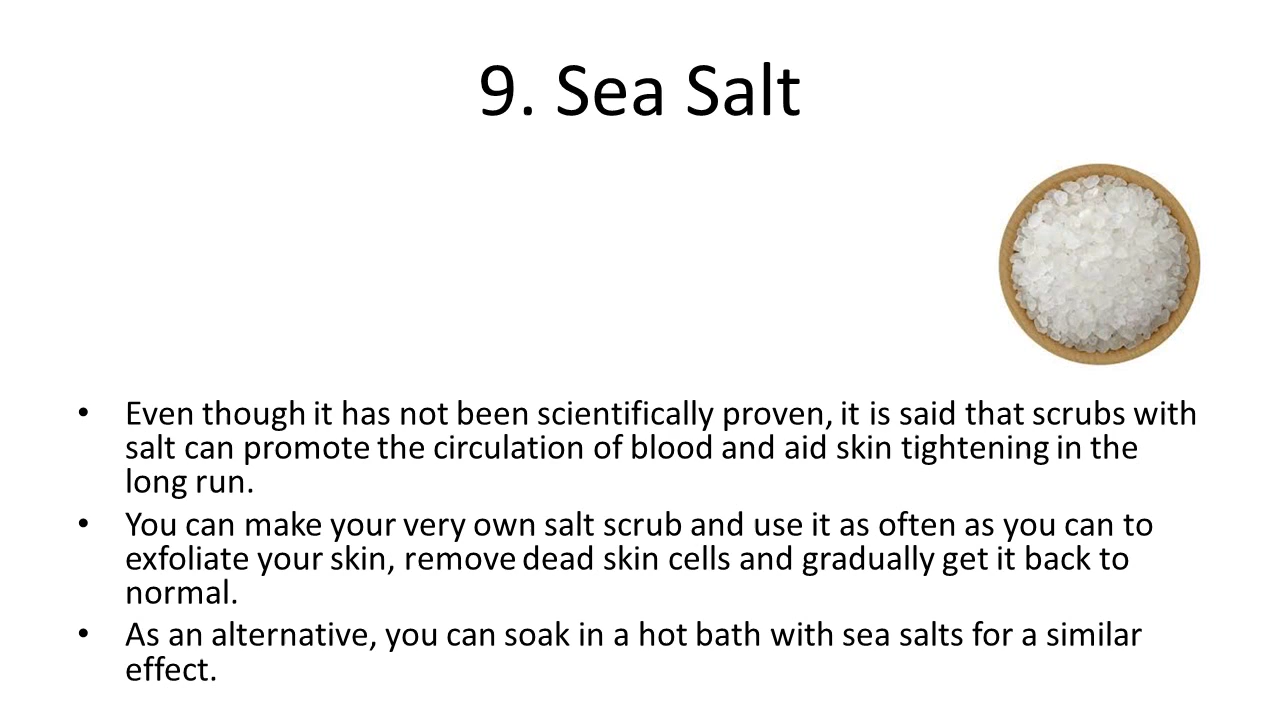 9. Sea Salt
• Even though it has not been scientifically proven, it is said that scrubs with
salt can promote the circulation of blood and aid skin tightening in the
long run.
• You can make your very own salt scrub and use it as often as you can to
exfoliate your skin, remove dead skin cells and gradually get it back to
normal.
• As an alternative, you can soak in a hot bath with sea salts for a similar
effect.